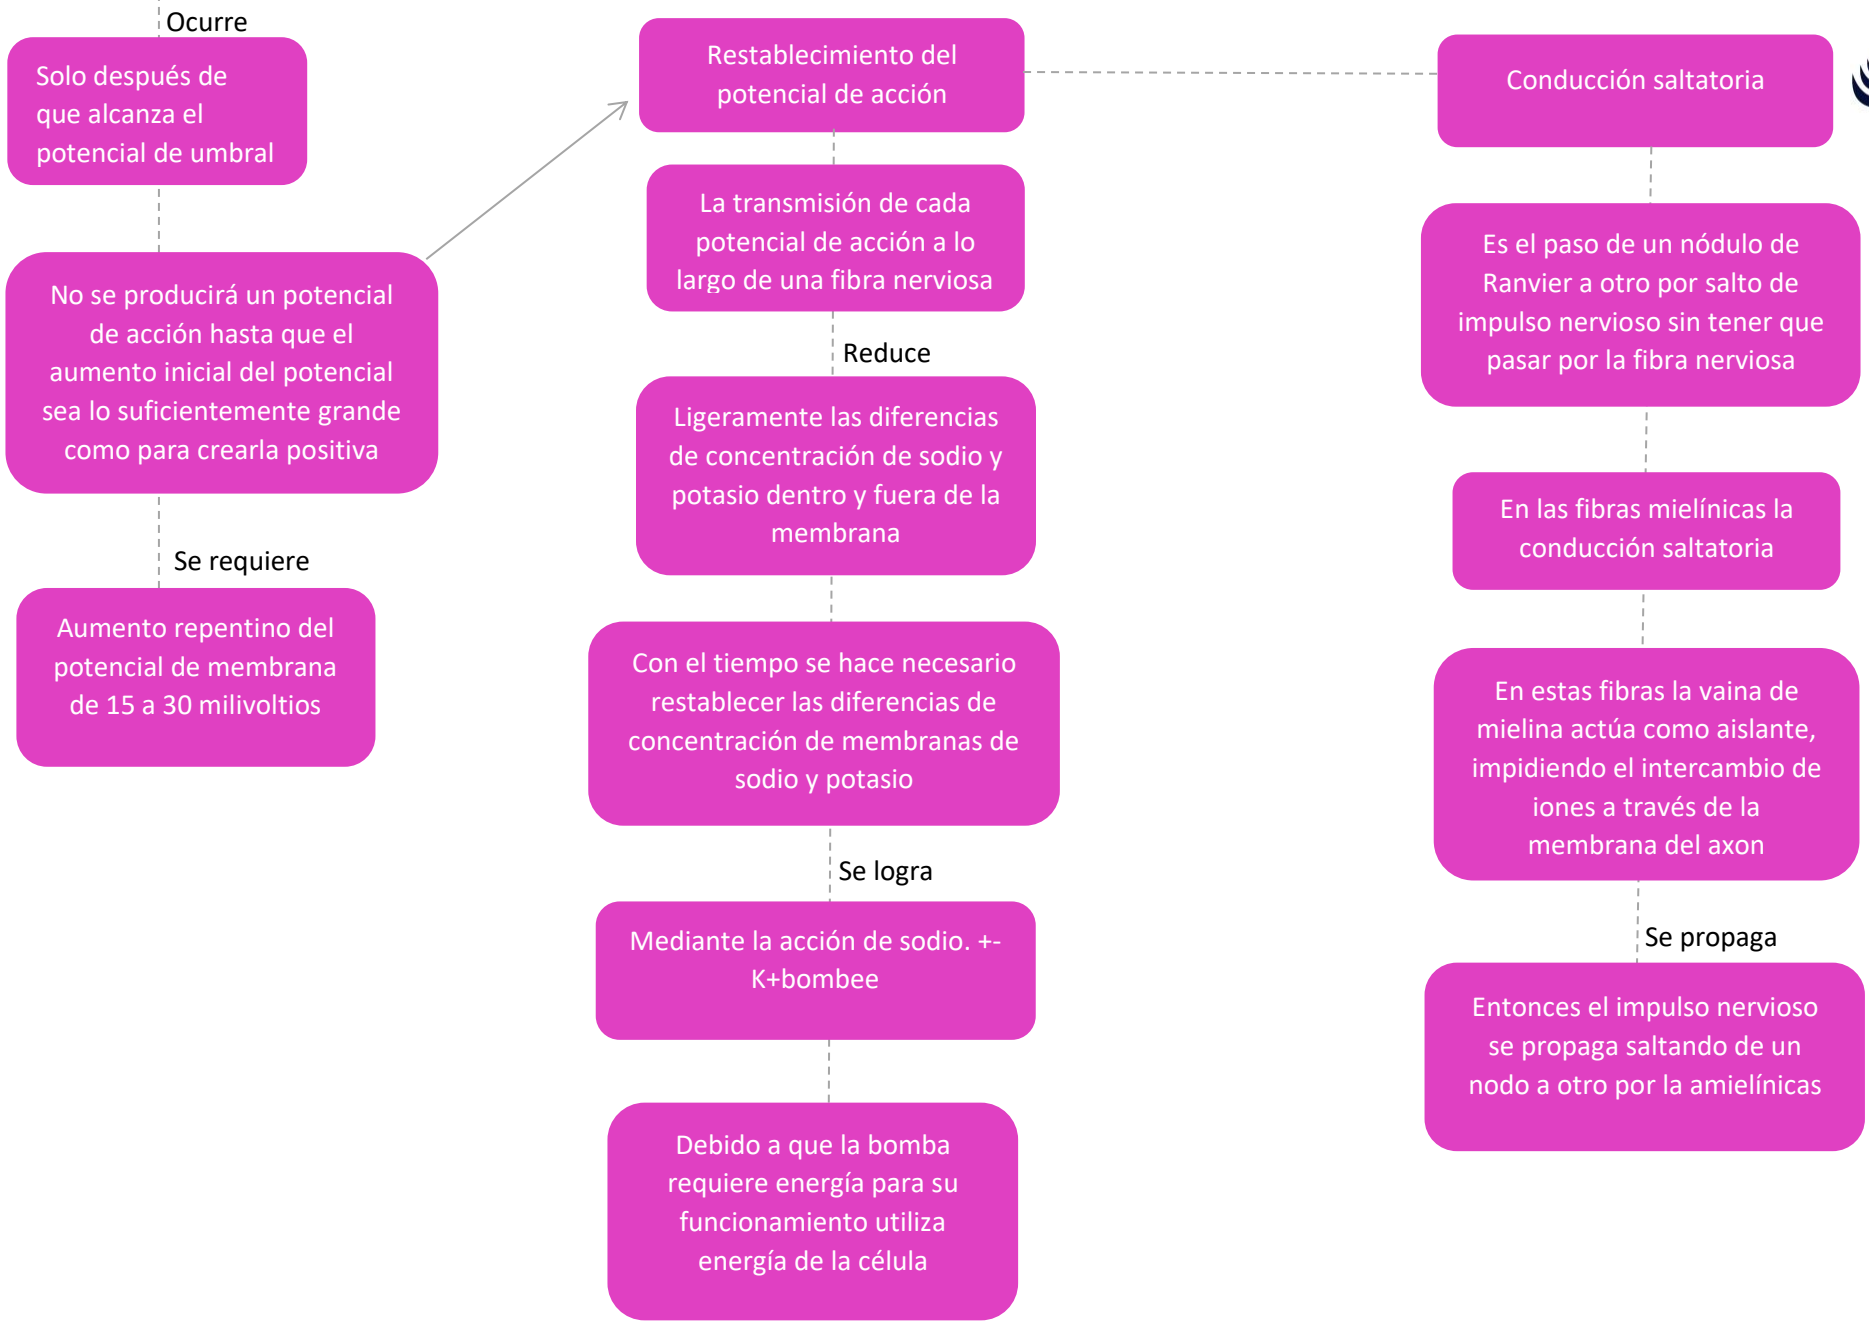 Ocurre
Solo después de
que alcanza el
potencial de umbral
No se producirá un potencial
de acción hasta que el
aumento inicial del potencial
sea lo suficientemente grande
como para crearla positiva
Se requiere
Aumento repentino del
potencial de membrana
de 15 a 30 milivoltios
Restablecimiento del
potencial de acción
La transmisión de cada
potencial de acción a lo
largo de una fibra nerviosa
Reduce
Ligeramente las diferencias
de concentración de sodio y
potasio dentro y fuera de la
membrana
Con el tiempo se hace necesario
restablecer las diferencias de
concentración de membranas de
sodio y potasio
Se logra
Mediante la acción de sodio. +-
K+bombee
Debido a que la bomba
requiere energía para su
funcionamiento utiliza
energía de la célula
Conducción saltatoria
Es el paso de un nódulo de
Ranvier a otro por salto de
impulso nervioso sin tener que
pasar por la fibra nerviosa
En las fibras mielínicas la
conducción saltatoria
En estas fibras la vaina de
mielina actúa como aislante,
impidiendo el intercambio de
iones a través de la
membrana del axon
Se propaga
Entonces el impulso nervioso
se propaga saltando de un
nodo a otro por la amielínicas